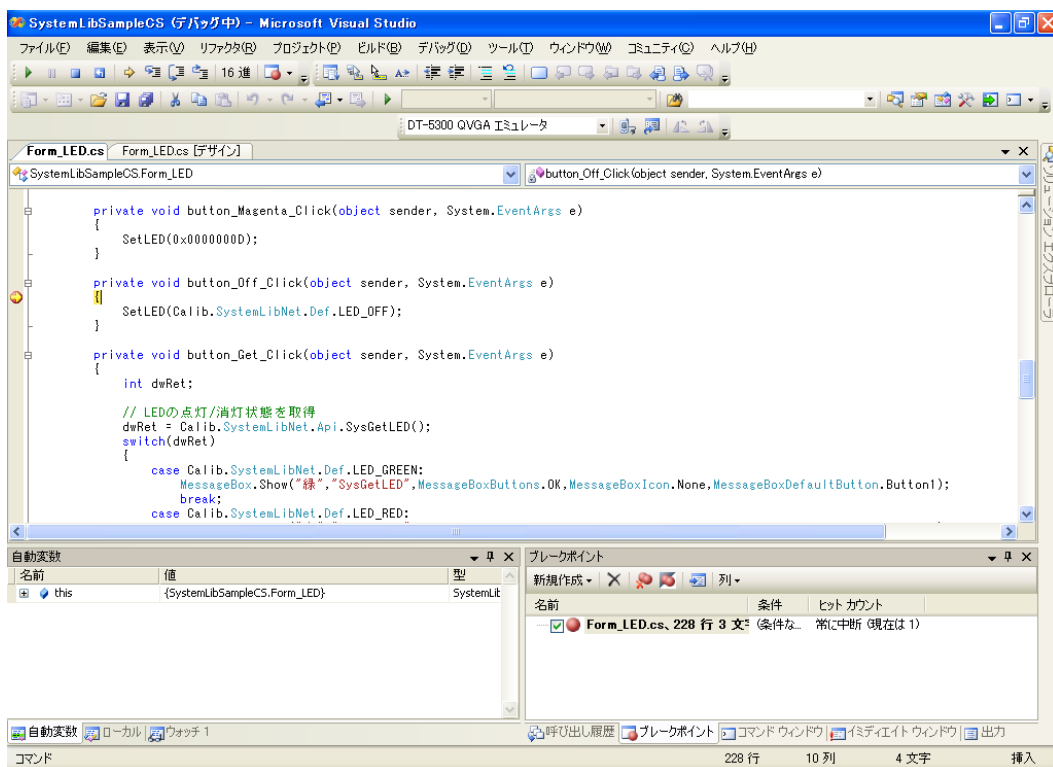 SystemLibSampleCS (デバッグ中) - Microsoft Visual Studio
ファイル(F) 編集(E) 表示(V) リファクタ(R) プロジェクト(P) ビルド(B) デバッグ(D) ツール(T) ウィンドウ(W) コミュニティ(C) ヘルプ(H)
16 進
DT-5300 QVGA エミュレータ
Form_LED.cs Form_LED.cs [デザイン]
SystemLibSampleCS.Form_LED button_Off_Click(object sender, System.EventArgs e)
private void button_Magenta_Click(object sender, System.EventArgs e)
{
SetLED(0x0000000D);
}
private void button_Off_Click(object sender, System.EventArgs e)
{
SetLED(Calib.SystemLibNet.Def.LED_OFF);
}
private void button_Get_Click(object sender, System.EventArgs e)
{
int dwRet;
// LEDの点灯/消灯状態を取得
dwRet = Calib.SystemLibNet.Api.SysGetLED();
switch(dwRet)
{
case Calib.SystemLibNet.Def.LED_GREEN:
MessageBox.Show("緑","SysGetLED",MessageBoxButtons.OK,MessageBoxIcon.None,MessageBoxDefaultButton.Button1);
break;
case Calib.SystemLibNet.Def.LED_RED:
ソリューション エクスプローラ
自動変数
名前 値 型
this {SystemLibSampleCS.Form_LED} SystemLib
ブレークポイント
新規作成 列
名前 条件 ヒット カウント
Form_LED.cs、228 行 3 文字 (条件な... 常に中断 (現在は 1)
自動変数 ローカル ウォッチ 1
呼び出し履歴 ブレークポイント コマンド ウィンドウ イミディエイト ウィンドウ 出力
コマンド 228 行 10 列 4 文字 挿入